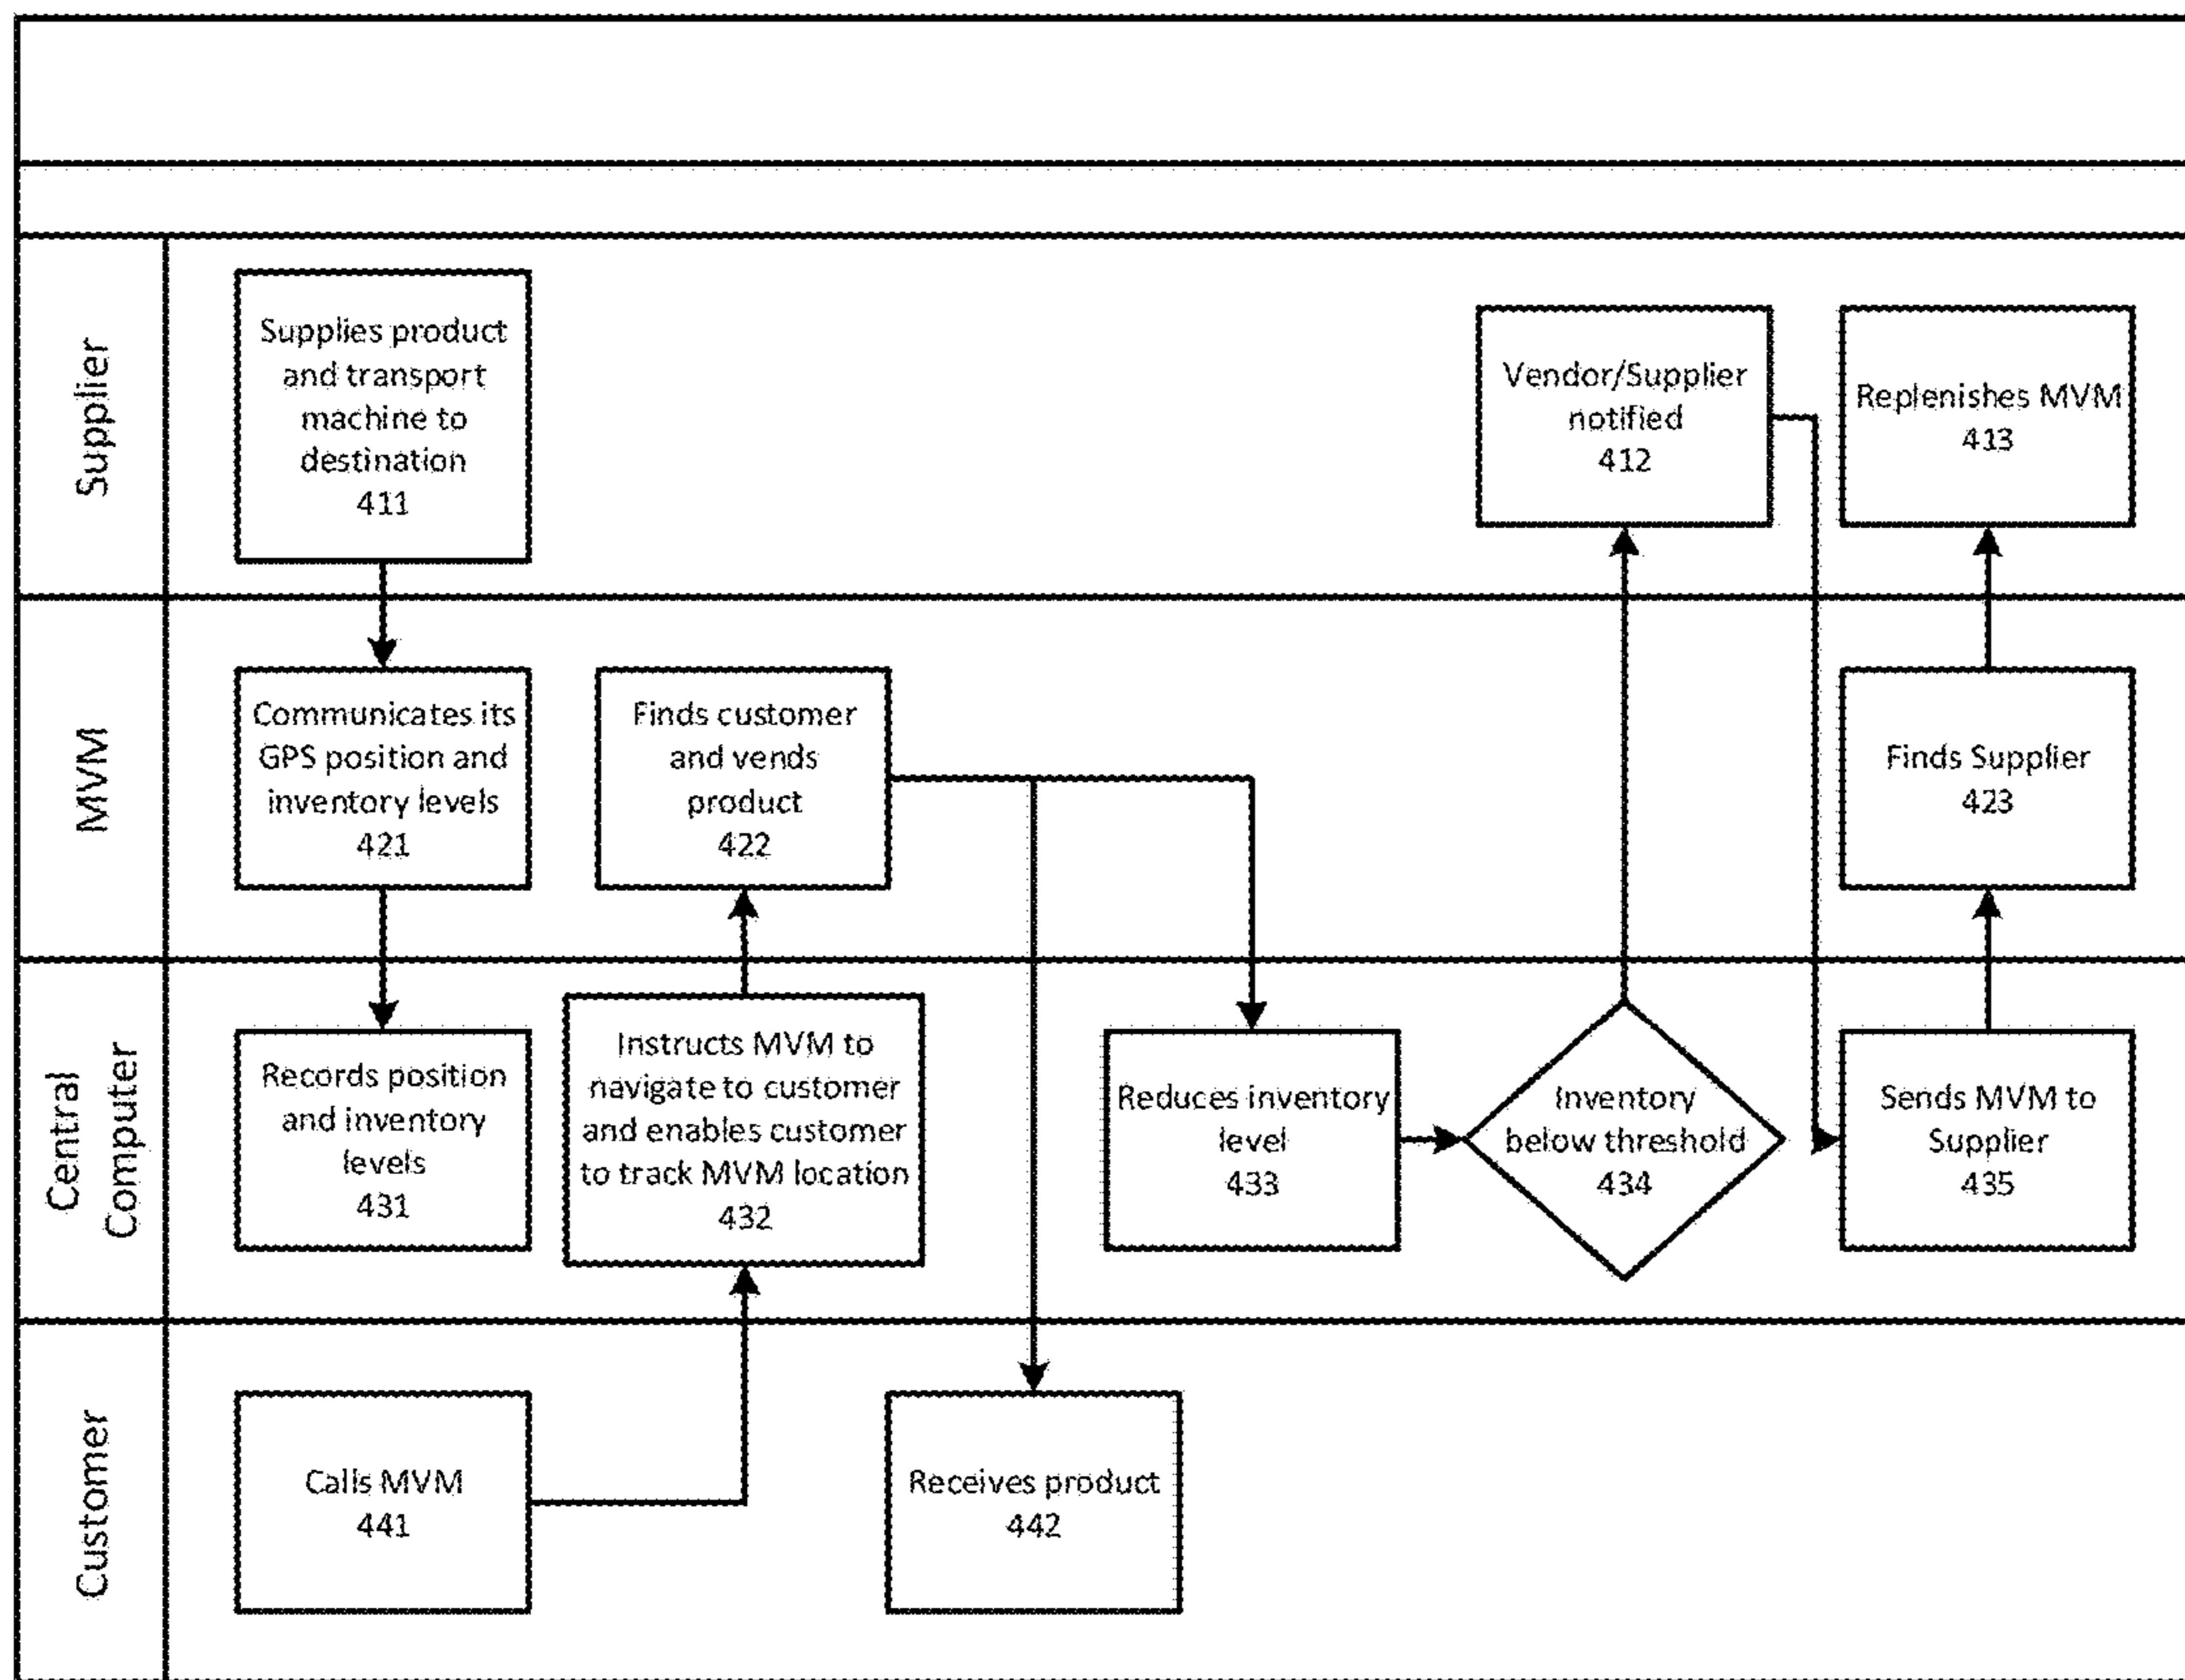 Supplier
Supplies product
and transport
machine to
destination
411
Vendor/Supplier
notified
412
Replenishes MVM
413
MVM
Communicates its
GPS position and
inventory levels
421
Finds customer
and vends
product
422
Finds Supplier
423
Central
Computer
Records position
and inventory
levels
431
Instructs MVM to
navigate to customer
and enables customer
to track MVM location
432
Reduces inventory
level
433
Inventory
below threshold
434
Sends MVM to
Supplier
435
Customer
Calls MVM
441
Receives product
442